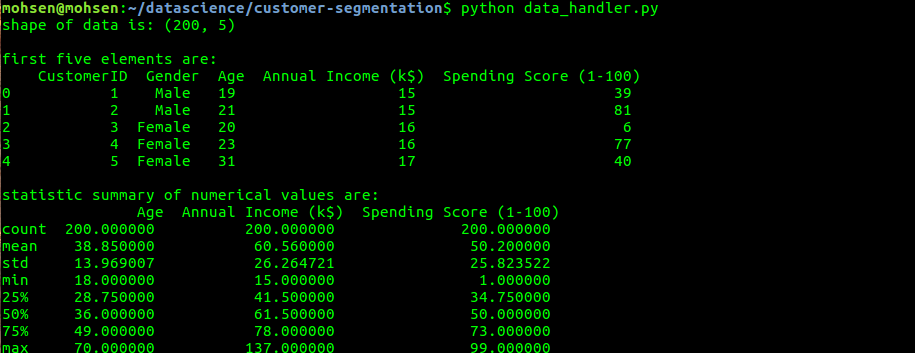 mohsen@mohsen:~/datascience/customer-segmentation$ python data_handler.py
shape of data is: (200, 5)
first five elements are:
CustomerID Gender Age Annual Income (k$) Spending Score (1-100)
0 1 Male 19 15 39
1 2 Male 21 15 81
2 3 Female 20 16 6
3 4 Female 23 16 77
4 5 Female 31 17 40
statistic summary of numerical values are:
Age Annual Income (k$) Spending Score (1-100)
count 200.000000 200.000000 200.000000
mean 38.850000 60.560000 50.200000
std 13.969007 26.264721 25.823522
min 18.000000 15.000000 1.000000
25% 28.750000 41.500000 34.750000
50% 36.000000 61.500000 50.000000
75% 49.000000 78.000000 73.000000
max 70.000000 137.000000 99.000000